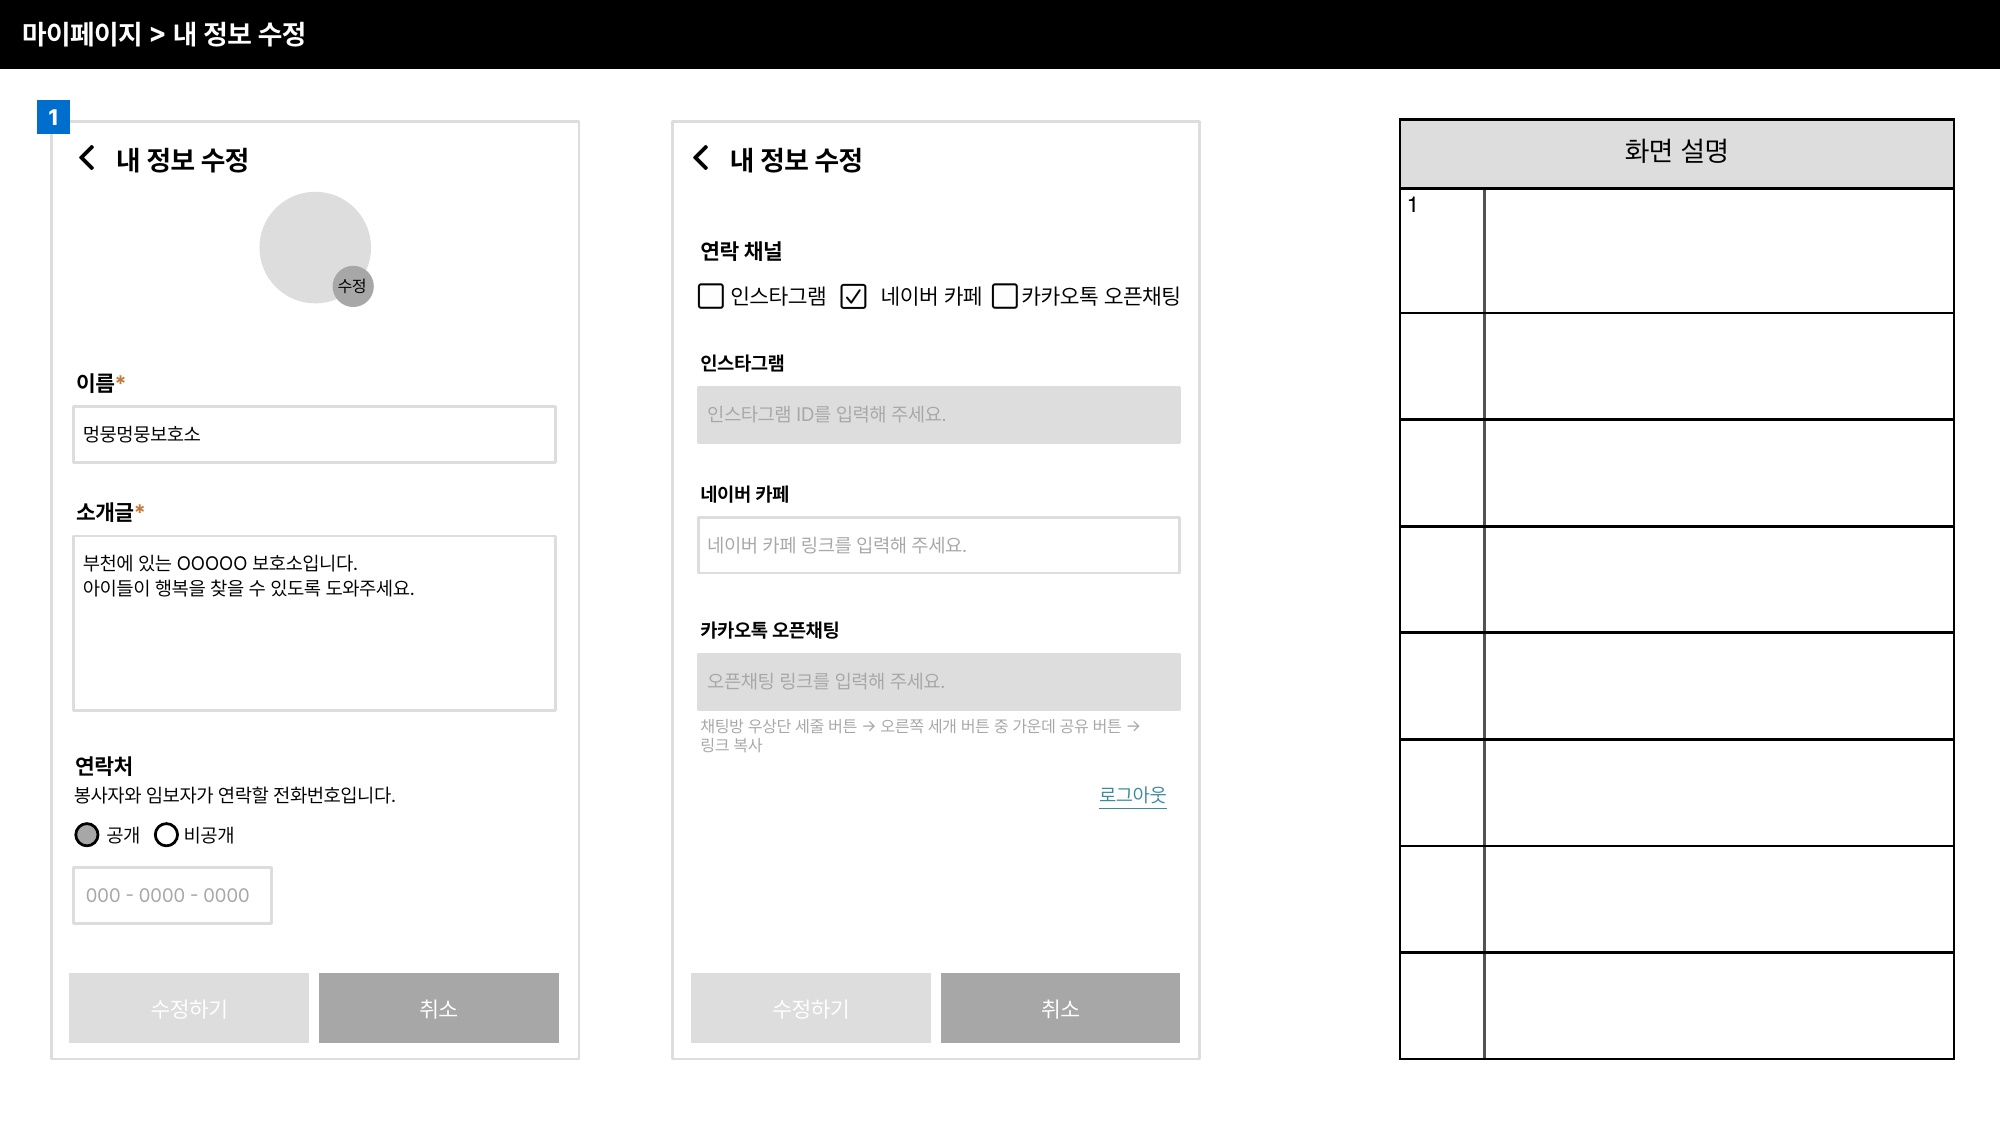 마이페이지 > 내 정보 수정
1
내 정보 수정
수정
이름*
멍뭉멍뭉보호소
소개글*
부천에 있는 OOOOO 보호소입니다.
아이들이 행복을 찾을 수 있도록 도와주세요.
연락처
봉사자와 임보자가 연락할 전화번호입니다.
공개 비공개
000 - 0000 - 0000
수정하기 취소
내 정보 수정
연락 채널
인스타그램 네이버 카페 카카오톡 오픈채팅
인스타그램
인스타그램 ID를 입력해 주세요.
네이버 카페
네이버 카페 링크를 입력해 주세요.
카카오톡 오픈채팅
오픈채팅 링크를 입력해 주세요.
채팅방 우상단 세줄 버튼 → 오른쪽 세개 버튼 중 가운데 공유 버튼 →
링크 복사
로그아웃
수정하기 취소
화면 설명
1